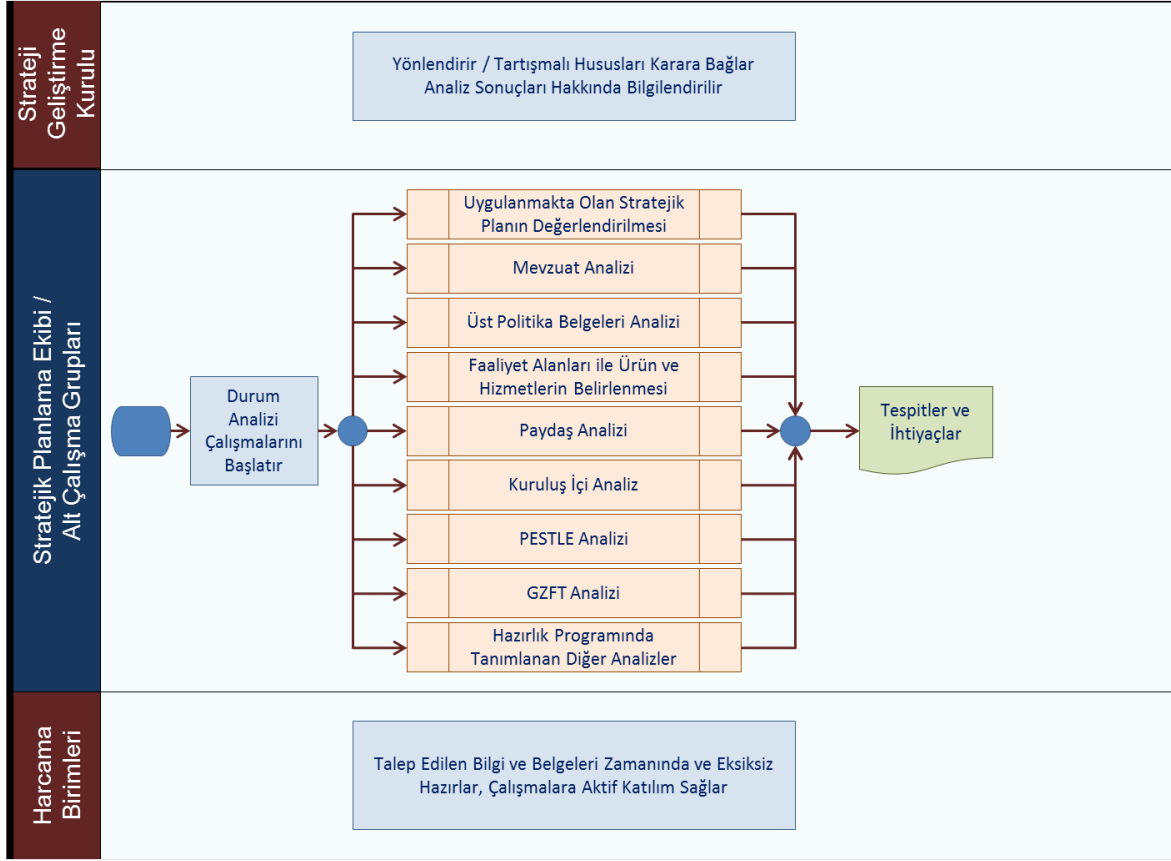 Strateji
Geliştirme
Kurulu
Yönlendirir / Tartışmalı Hususları Karara Bağlar
Analiz Sonuçları Hakkında Bilgilendirilir
Stratejik Planlama Ekibi /
Alt Çalışma Grupları
Durum
Analizi
Çalışmalarını
Başlatır
Uygulanmakta Olan Stratejik
Planın Değerlendirilmesi
Mevzuat Analizi
Üst Politika Belgeleri Analizi
Faaliyet Alanları ile Ürün ve
Hizmetlerin Belirlenmesi
Paydaş Analizi
Kuruluş İçi Analiz
PESTLE Analizi
GZFT Analizi
Hazırlık Programında
Tanımlanan Diğer Analizler
Tespitler ve
İhtiyaçlar
Harcama
Birimleri
Talep Edilen Bilgi ve Belgeleri Zamanında ve Eksiksiz
Hazırlar, Çalışmalara Aktif Katılım Sağlar